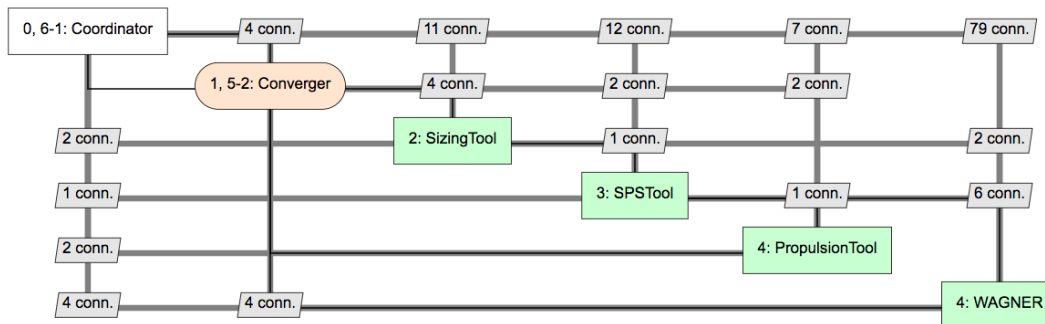 0, 6-1: Coordinator
4 conn.
11 conn.
12 conn.
7 conn.
79 conn.
1, 5-2: Converger
4 conn.
2 conn.
2 conn.
2 conn.
2: SizingTool
1 conn.
2 conn.
1 conn.
3: SPSTool
1 conn.
6 conn.
2 conn.
4: PropulsionTool
4 conn.
4 conn.
4: WAGNER